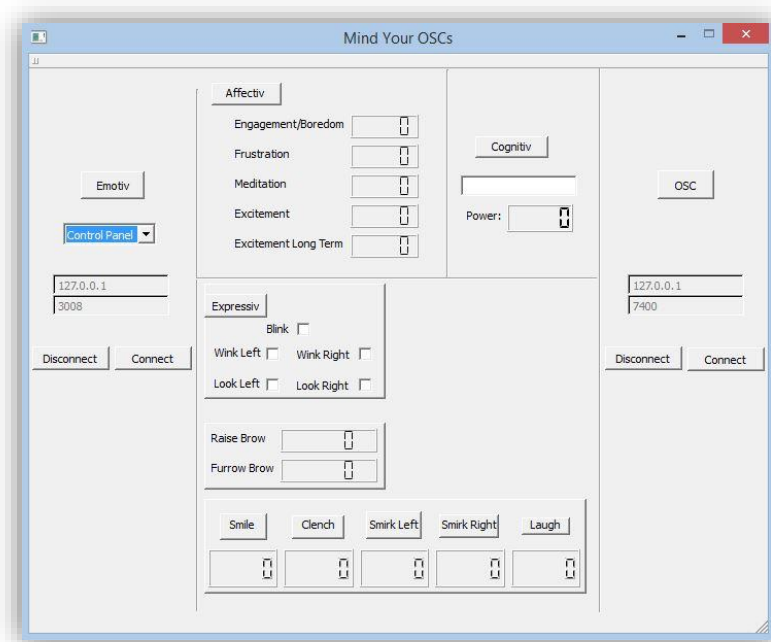 Mind Your OSCs
Affectiv
Engagement/Boredom 0
Frustration 0
Meditation 0
Excitement 0
Excitement Long Term 0
Cognitiv
Power: 0
Emotiv
Control Panel
127.0.0.1
3008
Disconnect Connect
OSC
127.0.0.1
7400
Disconnect Connect
Expressiv
Blink
Wink Left Wink Right
Look Left Look Right
Raise Brow 0
Furrow Brow 0
Smile Clench Smirk Left Smirk Right Laugh
0 0 0 0 0